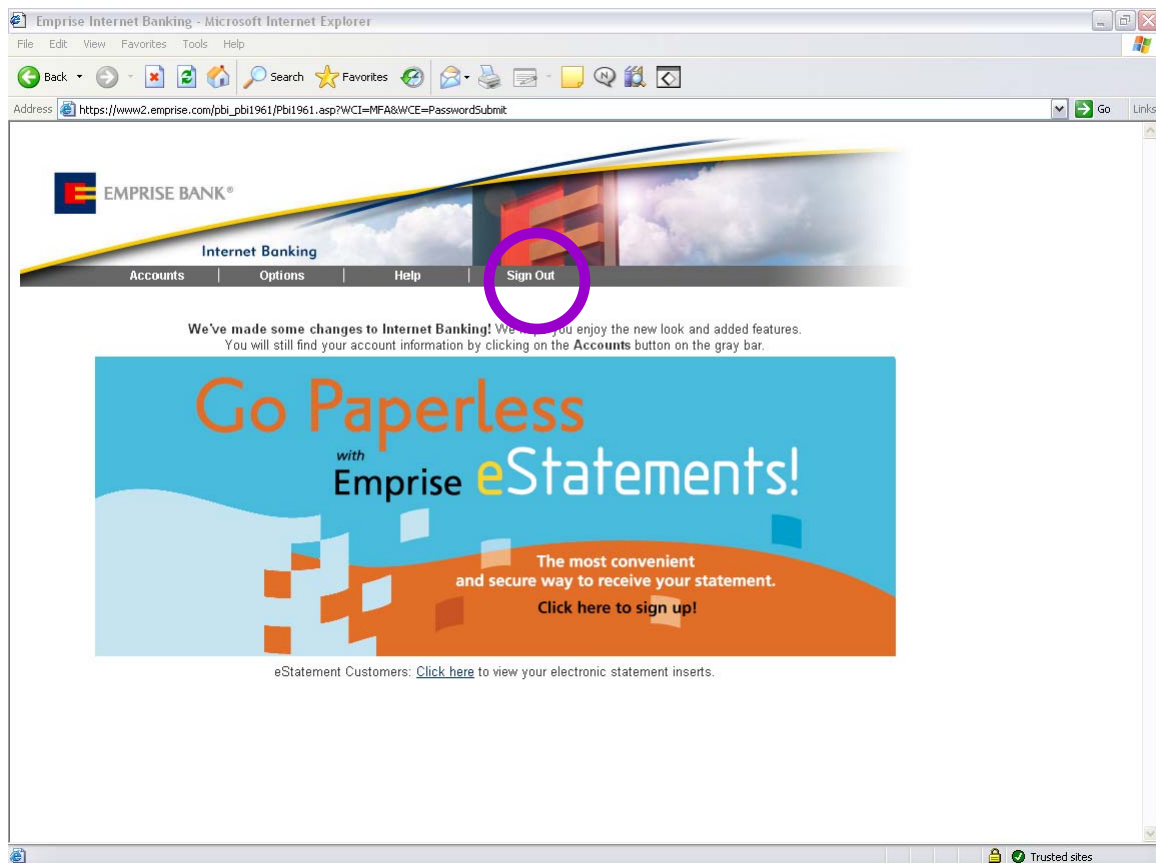 Emprise Internet Banking - Microsoft Internet Explorer
File Edit View Favorites Tools Help
Back Search Favorites
Address https://www2.emprise.com/pbi_pbi1961/Pbi1961.asp?WCI=MFA&WCE=PasswordSubmit Go Links
EMPRISE BANK®
Internet Banking
Accounts | Options | Help | Sign Out
We've made some changes to Internet Banking! We hope you enjoy the new look and added features.
You will still find your account information by clicking on the Accounts button on the gray bar.
Go Paperless
with
Emprise eStatements!
The most convenient
and secure way to receive your statement.
Click here to sign up!
eStatement Customers: Click here to view your electronic statement inserts.
Trusted sites